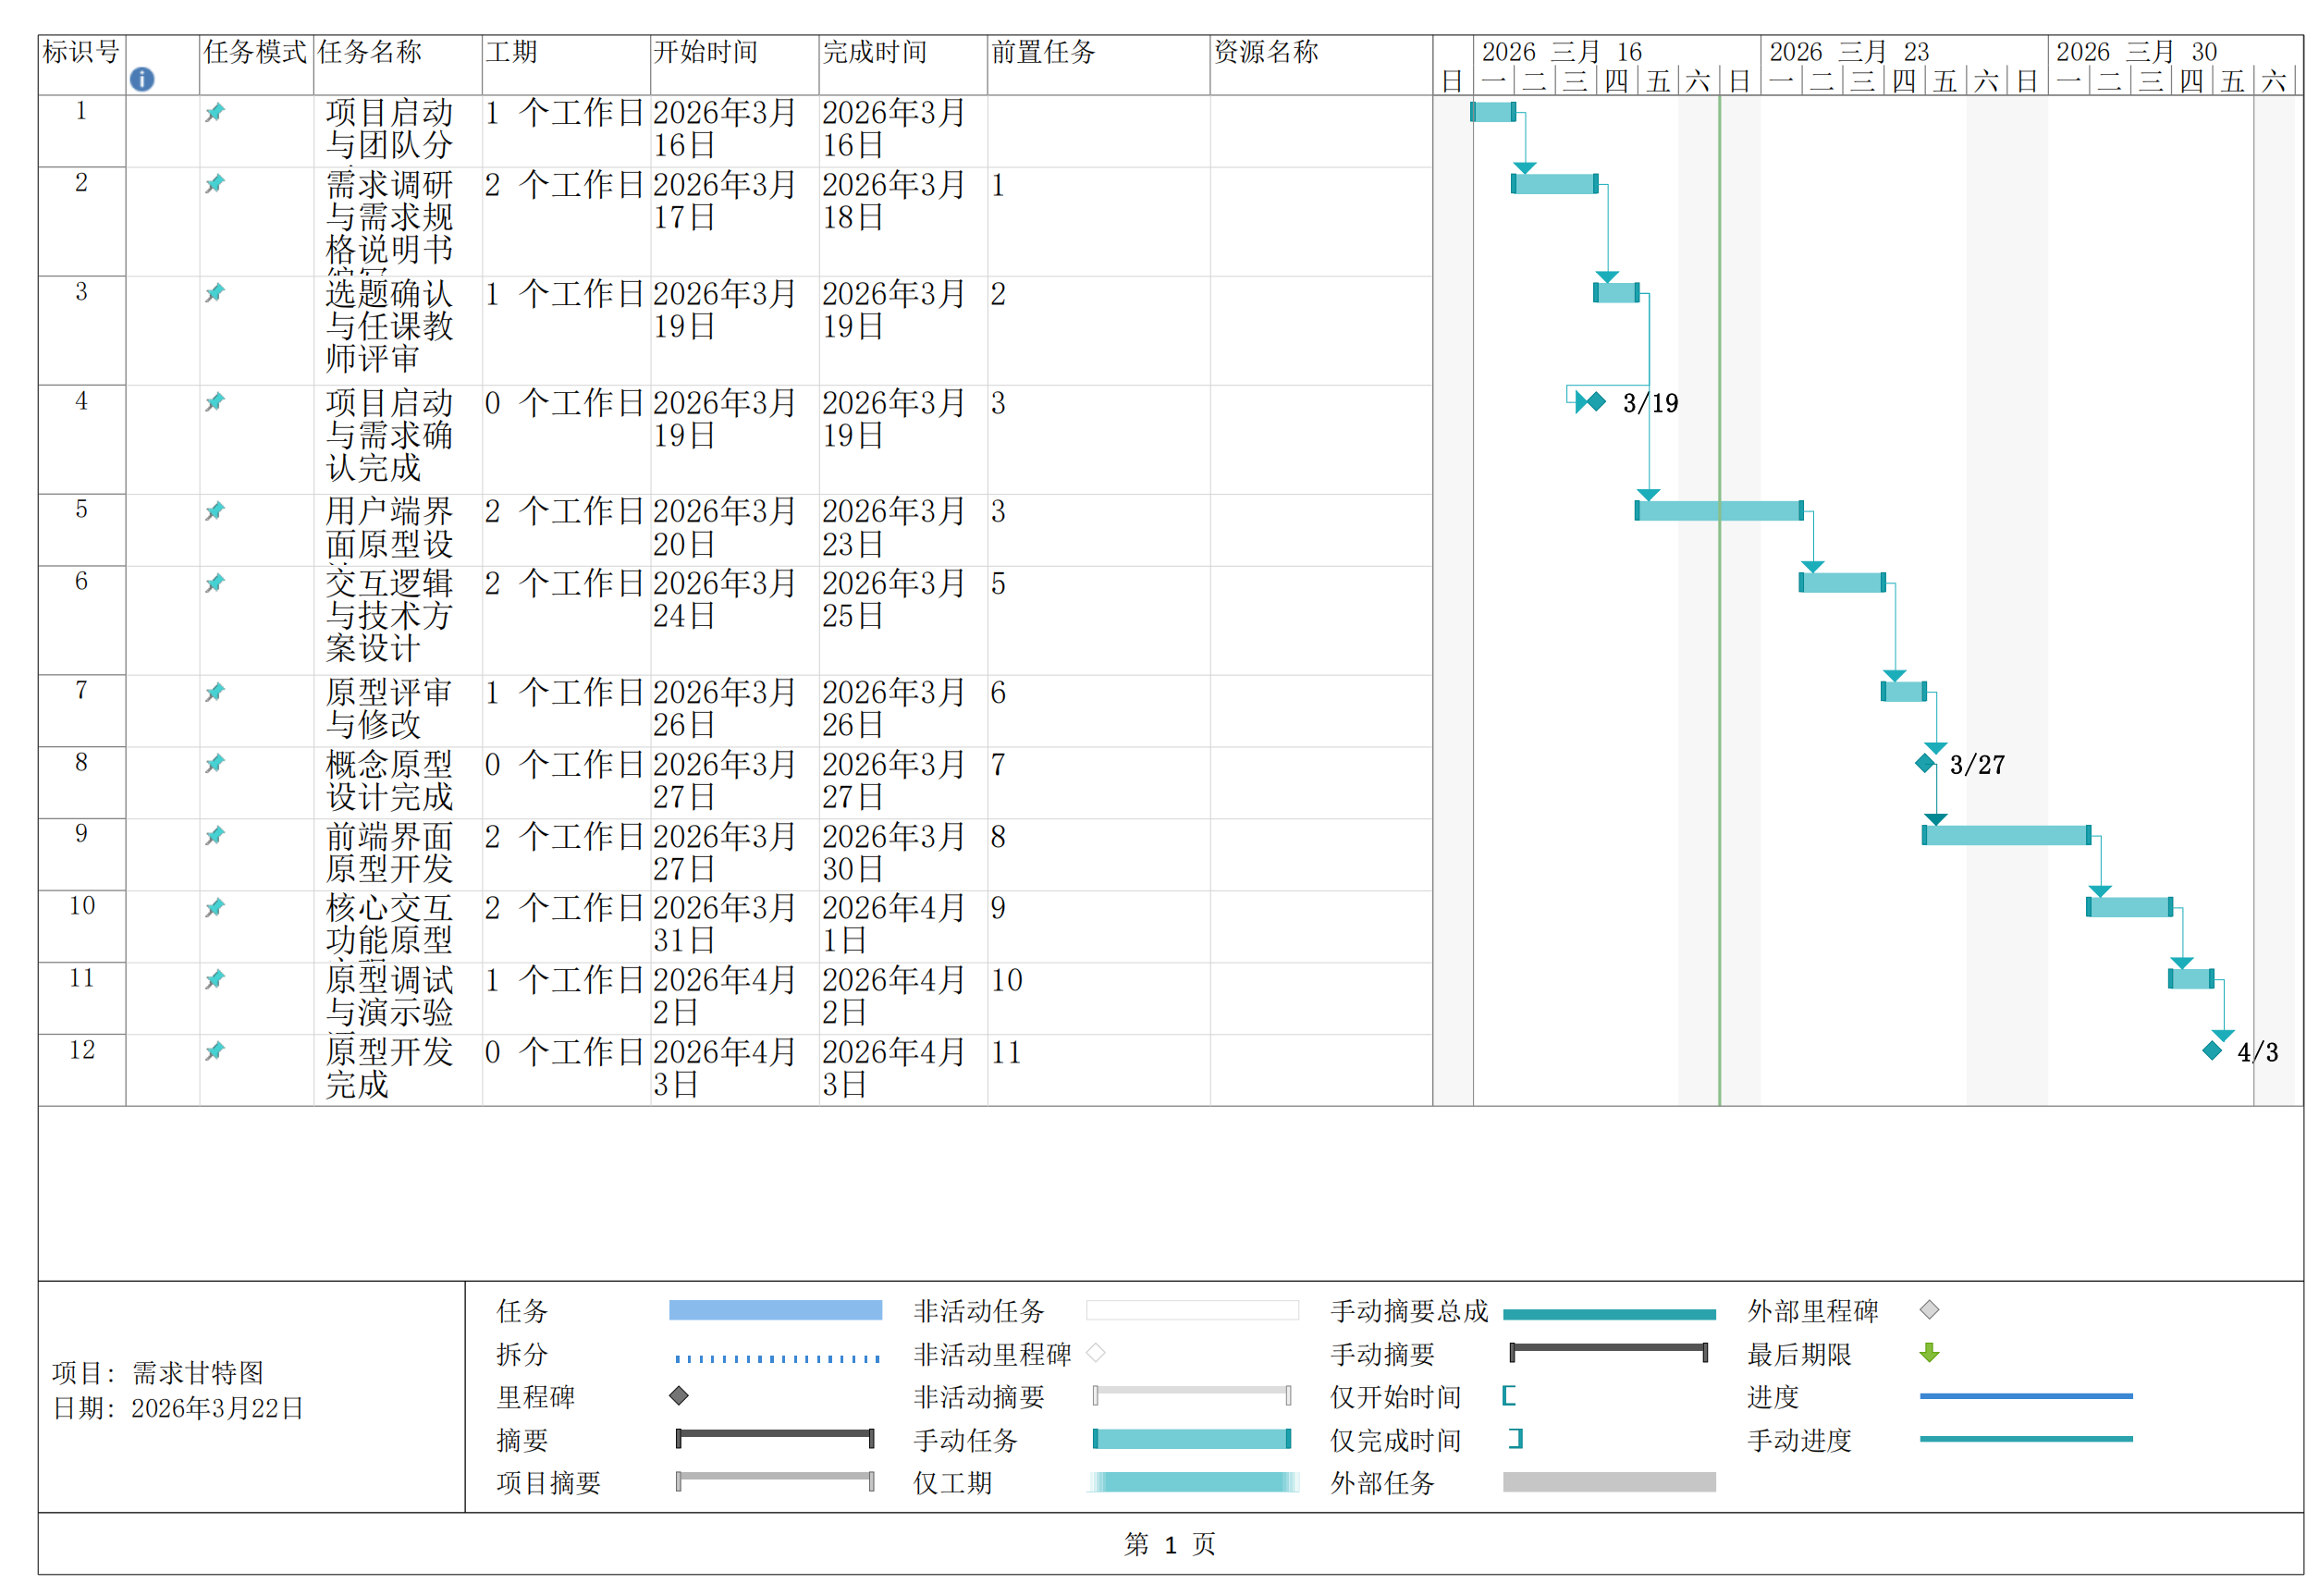 标识号 任务模式 任务名称 工期 开始时间 完成时间 前置任务 资源名称 2026 三月 16 2026 三月 23 2026 三月 30
日 一 二 三 四 五 六 日 一 二 三 四 五 六 日 一 二 三 四 五 六
1 项目启动 1 个工作日 2026年3月 2026年3月
与团队分 16日 16日
2 需求调研 2 个工作日 2026年3月 2026年3月 1
与需求规 17日 18日
格说明书
3 选题确认 1 个工作日 2026年3月 2026年3月 2
与任课教 19日 19日
师评审
4 项目启动 0 个工作日 2026年3月 2026年3月 3 3/19
与需求确 19日 19日
认完成
5 用户端界 2 个工作日 2026年3月 2026年3月 3
面原型设 20日 23日
6 交互逻辑 2 个工作日 2026年3月 2026年3月 5
与技术方 24日 25日
案设计
7 原型评审 1 个工作日 2026年3月 2026年3月 6
与修改 26日 26日
8 概念原型 0 个工作日 2026年3月 2026年3月 7 3/27
设计完成 27日 27日
9 前端界面 2 个工作日 2026年3月 2026年3月 8
原型开发 27日 30日
10 核心交互 2 个工作日 2026年3月 2026年4月 9
功能原型 31日 1日
11 原型调试 1 个工作日 2026年4月 2026年4月 10
与演示验 2日 2日
12 原型开发 0 个工作日 2026年4月 2026年4月 11 4/3
完成 3日 3日
项目: 需求甘特图
日期: 2026年3月22日
任务 非活动任务 手动摘要总成 外部里程碑
拆分 非活动里程碑 手动摘要 最后期限
里程碑 非活动摘要 仅开始时间 进度
摘要 手动任务 仅完成时间 手动进度
项目摘要 仅工期 外部任务
第 1 页